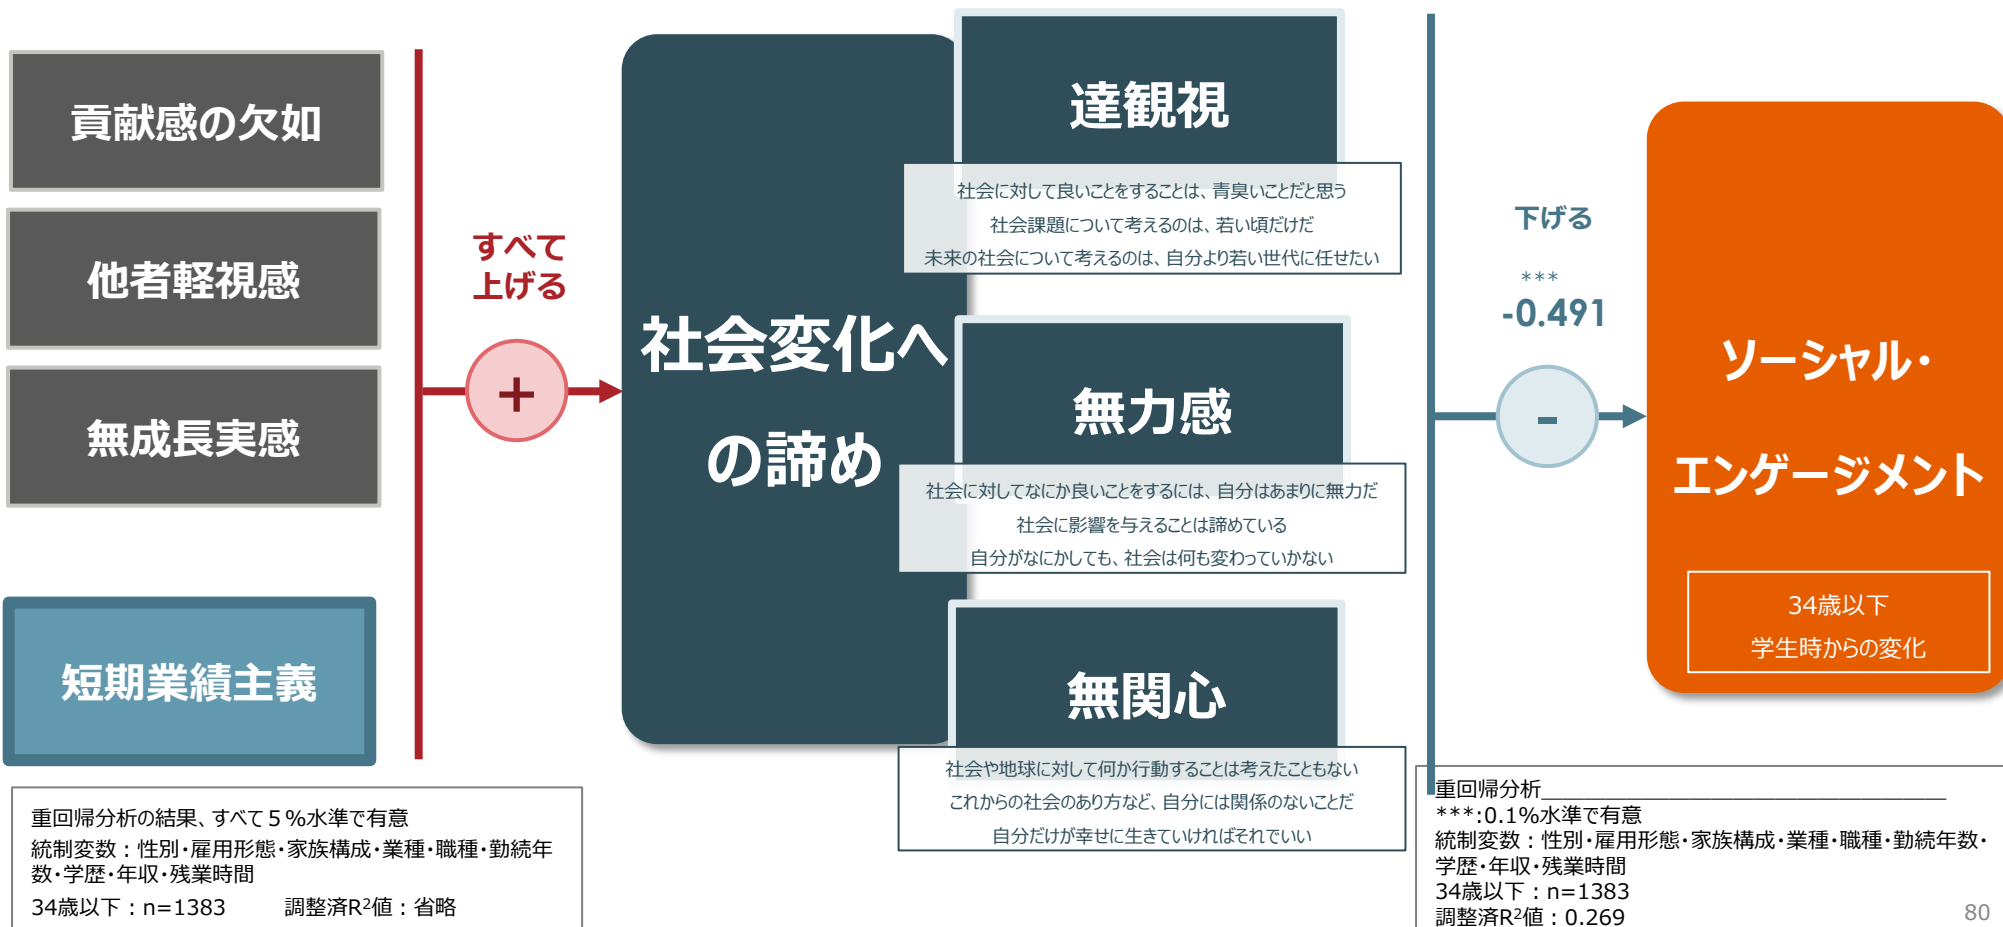 貢献感の欠如
他者軽視感
無成長実感
短期業績主義
すべて
上げる
+
社会変化へ
の諦め
達観視
社会に対して良いことをすることは、青臭いことだと思う
社会課題について考えるのは、若い頃だけだ
未来の社会について考えるのは、自分より若い世代に任せたい
無力感
社会に対してなにか良いことをするには、自分はあまりに無力だ
社会に影響を与えることは諦めている
自分がなにかしても、社会は何も変わっていかない
無関心
社会や地球に対して何か行動することは考えたこともない
これからの社会のあり方など、自分には関係のないことだ
自分だけが幸せに生きていければそれでいい
下げる
***
-0.491
-
ソーシャル・
エンゲージメント
34歳以下
学生時からの変化
重回帰分析の結果、すべて５%水準で有意
統制変数：性別・雇用形態・家族構成・業種・職種・勤続年
数・学歴・年収・残業時間
34歳以下：n=1383 調整済R²値：省略
重回帰分析
***:0.1%水準で有意
統制変数：性別・雇用形態・家族構成・業種・職種・勤続年数・
学歴・年収・残業時間
34歳以下：n=1383
調整済R²値：0.269
80